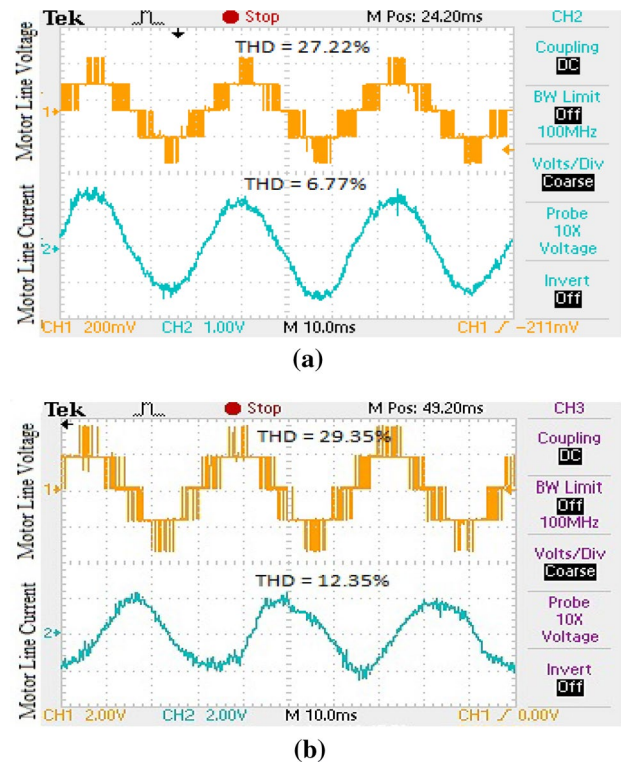 Tek Stop M Pos: 24.20ms CH2
Motor Line Voltage
THD = 27.22%
1
Coupling
DC
BW Limit
Off
100MHz
Volts/Div
Coarse
Motor Line Current
THD = 6.77%
2
Probe
10X
Voltage
Invert
Off
CH1 200mV CH2 1.00V M 10.0ms CH1 -211mV
(a)
Tek Stop M Pos: 49.20ms CH3
Motor Line Voltage
THD = 29.35%
1
Coupling
DC
BW Limit
Off
100MHz
Volts/Div
Coarse
Motor Line Current
THD = 12.35%
2
Probe
10X
Voltage
Invert
Off
CH1 2.00V CH2 2.00V M 10.0ms CH1 0.00V
(b)